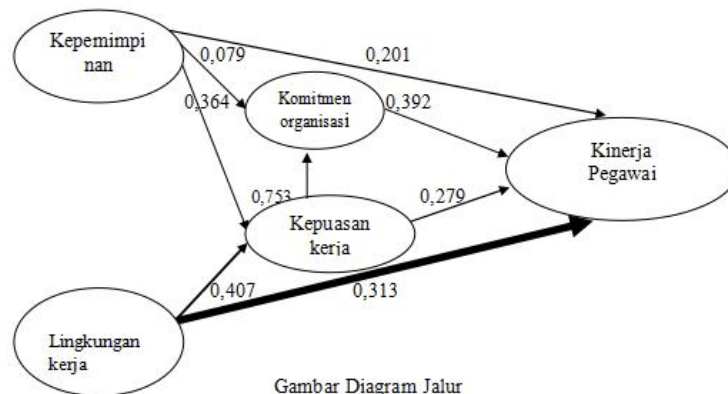 Kepemimpi
nan
0,079
0,201
0,364
Komitmen
organisasi
0,392
Kinerja
Pegawai
0,753
0,279
Kepuasan
kerja
0,407
0,313
Lingkungan
kerja
Gambar Diagram Jalur